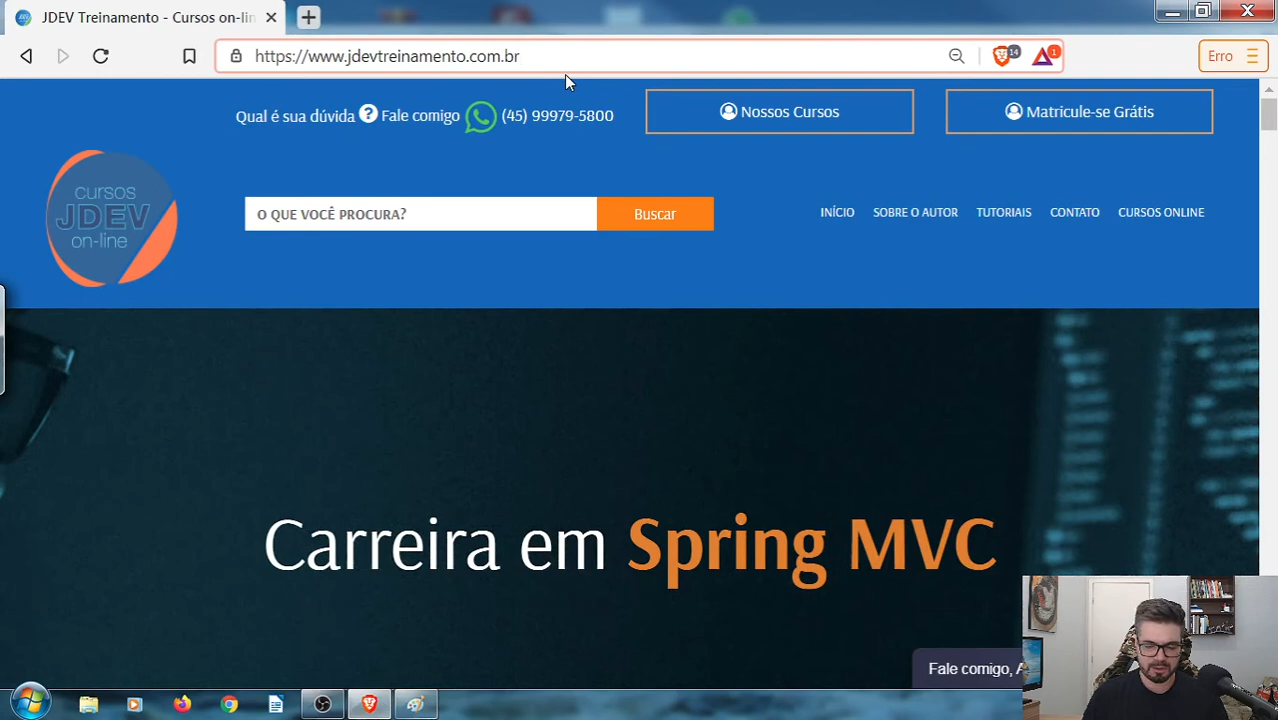 JDEV Treinamento - Cursos on-lin
https://www.jdevtreinamento.com.br
14
1
Erro
Qual é sua dúvida ? Fale comigo (45) 99979-5800
Nossos Cursos
Matricule-se Grátis
cursos
JDEV
on-line
O QUE VOCÊ PROCURA?
Buscar
INÍCIO
SOBRE O AUTOR
TUTORIAIS
CONTATO
CURSOS ONLINE
Carreira em Spring MVC
Fale comigo, A